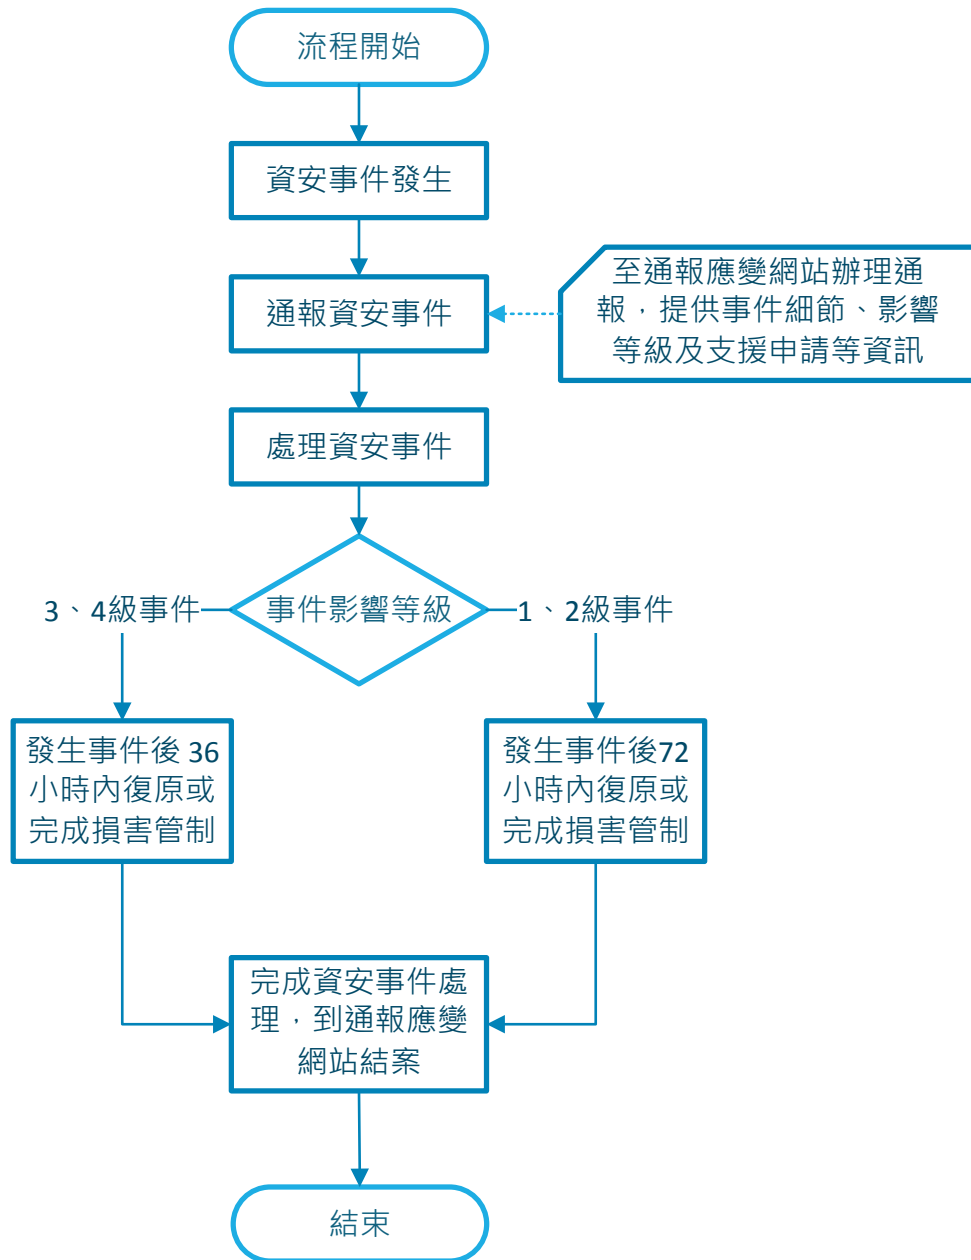 流程開始
資安事件發生
通報資安事件
至通報應變網站辦理通
報，提供事件細節、影響
等級及支援申請等資訊
處理資安事件
事件影響等級
3、4級事件
1、2級事件
發生事件後 36
小時內復原或
完成損害管制
發生事件後72
小時內復原或
完成損害管制
完成資安事件處
理，到通報應變
網站結案
結束